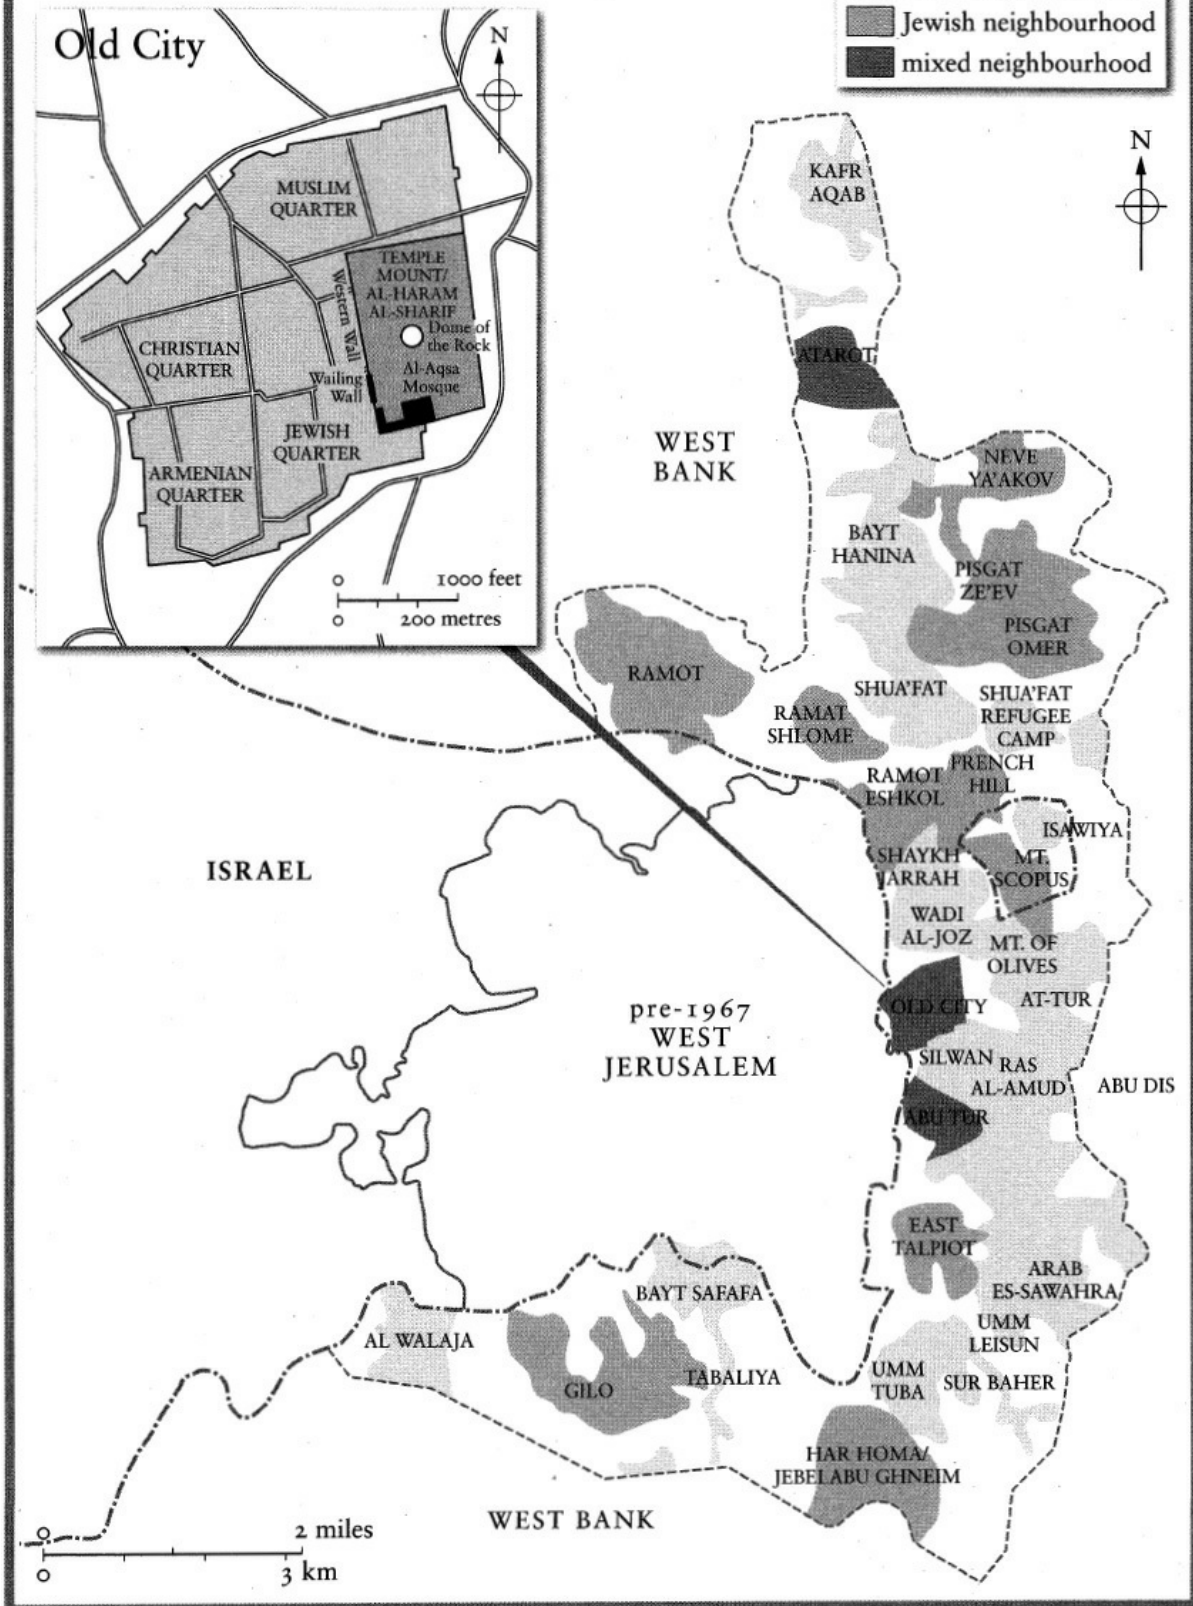 Old City
N
MUSLIM
QUARTER
TEMPLE
MOUNT/
AL-HARAM
AL-SHARIF
Western Wall
Dome of
the Rock
CHRISTIAN
QUARTER
Wailing
Wall
Al-Aqsa
Mosque
JEWISH
QUARTER
ARMENIAN
QUARTER
0 1000 feet
0 200 metres
Jewish neighbourhood
mixed neighbourhood
N
KAFR
AQAB
ATAROT
WEST
BANK
NEVE
YA'AKOV
BAYT
HANINA
PISGAT
ZE'EV
PISGAT
OMER
RAMOT
SHUA'FAT
SHUA'FAT
REFUGEE
CAMP
RAMAT
SHLOME
FRENCH
HILL
RAMOT
ESHKOL
ISAWIYA
ISRAEL
SHAYKH
JARRAH
MT.
SCOPUS
WADI
AL-JOZ
MT. OF
OLIVES
OLD CITY
AT-TUR
pre-1967
WEST
JERUSALEM
SILWAN
RAS
AL-AMUD
ABU DIS
ABU TUR
EAST
TALPIOT
ARAB
ES-SAWAHRA
BAYT SAFAFA
UMM
LEISUN
AL WALAJA
GILO
TABALIYA
UMM
TUBA
SUR BAHER
HAR HOMA/
JEBELABU GHNEIM
WEST BANK
0 2 miles
0 3 km